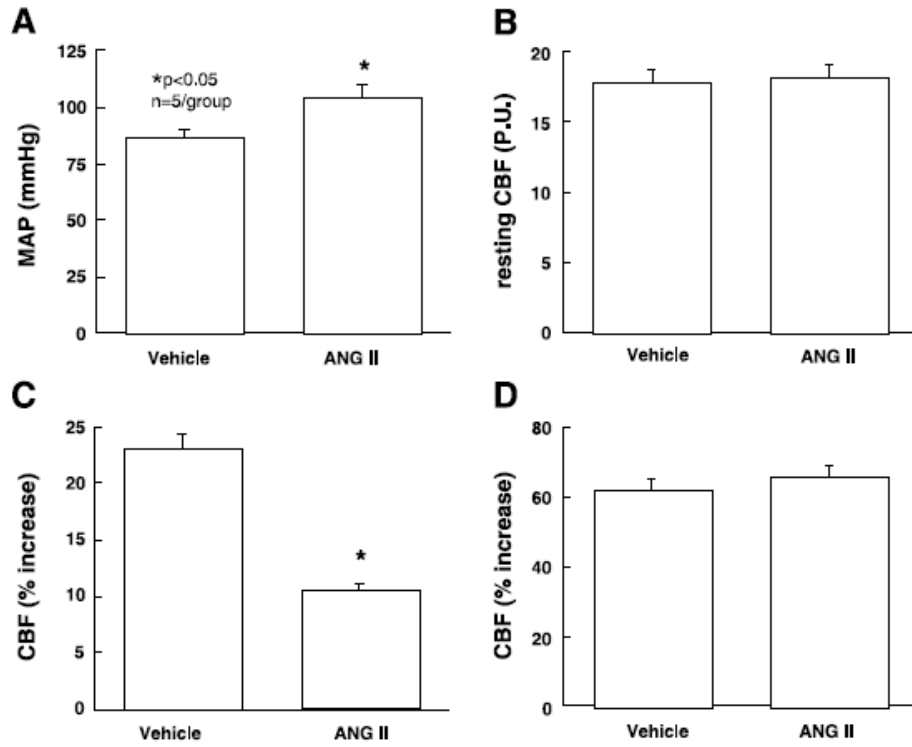 A
MAP (mmHg)
125
100
75
50
25
0
*p<0.05
n=5/group
*
Vehicle
ANG II
B
resting CBF (P.U.)
20
15
10
5
0
Vehicle
ANG II
C
CBF (% increase)
25
20
15
10
5
0
*
Vehicle
ANG II
D
CBF (% increase)
80
60
40
20
0
Vehicle
ANG II